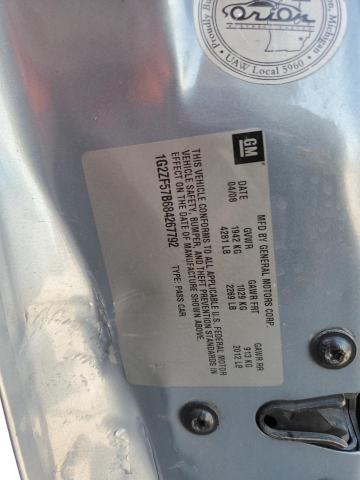 Orion
Proudly Bu
n, Michigan
UAW Local 5960
GM
MFD BY GENERAL MOTORS CORP.
DATE GVWR GAWR FRT GAWR RR
04/08 1942 KG 1029 KG 913 KG
4281 LB 2269 LB 2012 LB
THIS VEHICLE CONFORMS TO ALL APPLICABLE U.S. FEDERAL MOTOR
VEHICLE SAFETY, BUMPER, AND THEFT PREVENTION STANDARDS IN
EFFECT ON THE DATE OF MANUFACTURE SHOWN ABOVE.
1G2ZF57B684267792 TYPE: PASS CAR